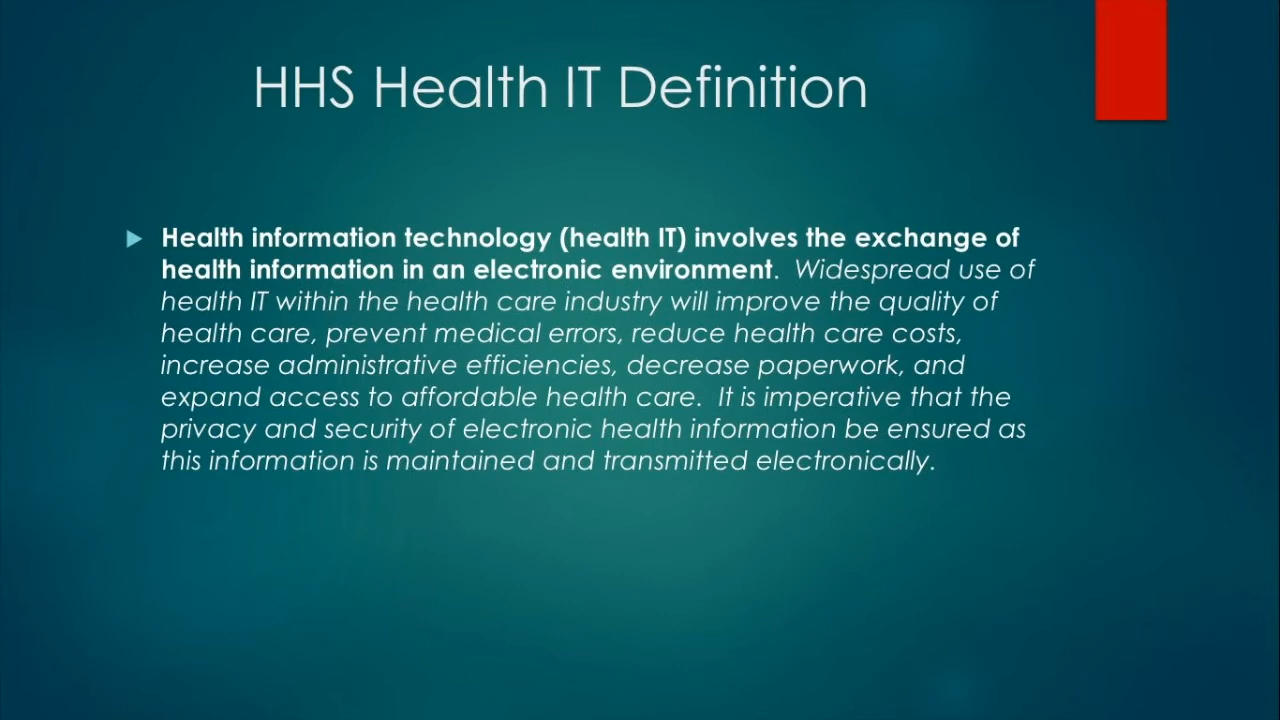 HHS Health IT Definition
Health information technology (health IT) involves the exchange of
health information in an electronic environment. Widespread use of
health IT within the health care industry will improve the quality of
health care, prevent medical errors, reduce health care costs,
increase administrative efficiencies, decrease paperwork, and
expand access to affordable health care. It is imperative that the
privacy and security of electronic health information be ensured as
this information is maintained and transmitted electronically.